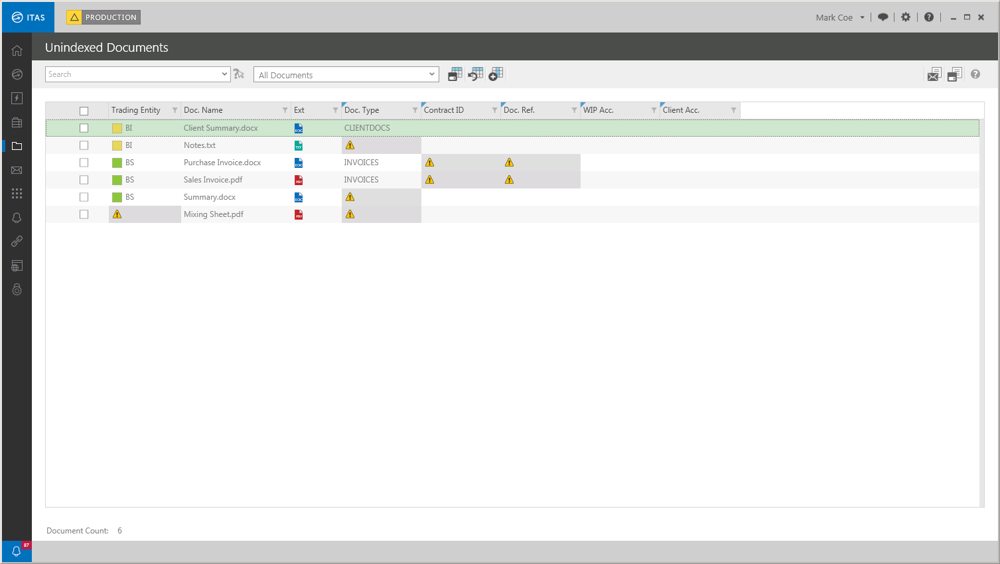 ITAS
PRODUCTION
Mark Coe
Unindexed Documents
Search
All Documents
Trading Entity Doc. Name Ext Doc. Type Contract ID Doc. Ref. WIP Acc. Client Acc.
BI Client Summary.docx DOC CLIENTDOCS
BI Notes.txt TXT
BS Purchase Invoice.docx DOC INVOICES
BS Sales Invoice.pdf PDF INVOICES
BS Summary.docx DOC
Mixing Sheet.pdf PDF
Document Count: 6
87